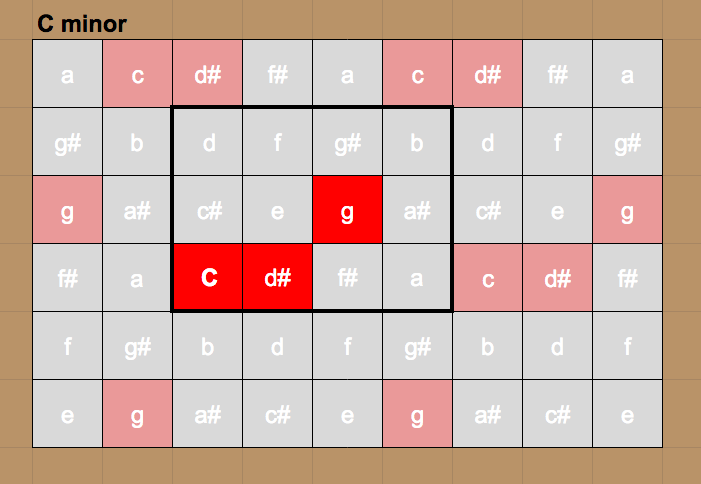 C minor
a c d# f# a c d# f# a
g# b d f g# b d f g#
g a# c# e g a# c# e g
f# a C d# f# a c d# f#
f g# b d f g# b d f
e g a# c# e g a# c# e